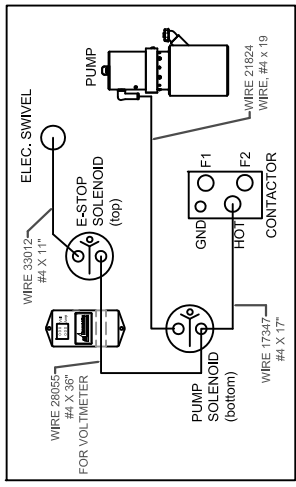 PUMP
WIRE 21824
WIRE, #4 x 19
ELEC. SWIVEL
E-STOP
SOLENOID
(top)
F1
F2
GND
HOT
CONTACTOR
WIRE 33012
#4 X 11"
WIRE 28055
#4 X 36"
FOR VOLTMETER
PUMP
SOLENOID
(bottom)
WIRE 17347
#4 X 17"